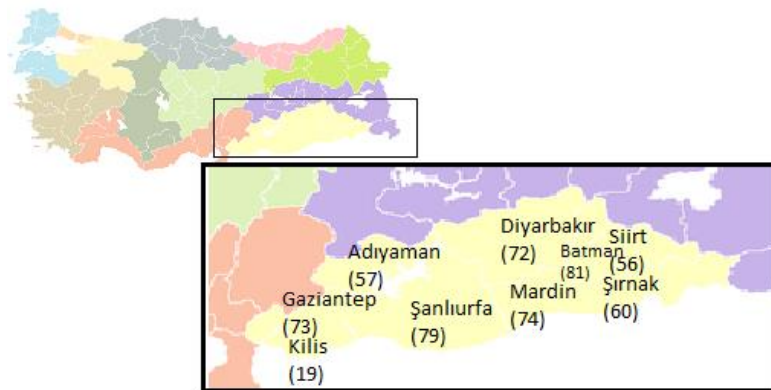 Diyarbakır
(72)
Siirt
(56)
Batman
(81)
Adıyaman
(57)
Mardin
(74)
Şırnak
(60)
Gaziantep
(73)
Şanlıurfa
(79)
Kilis
(19)